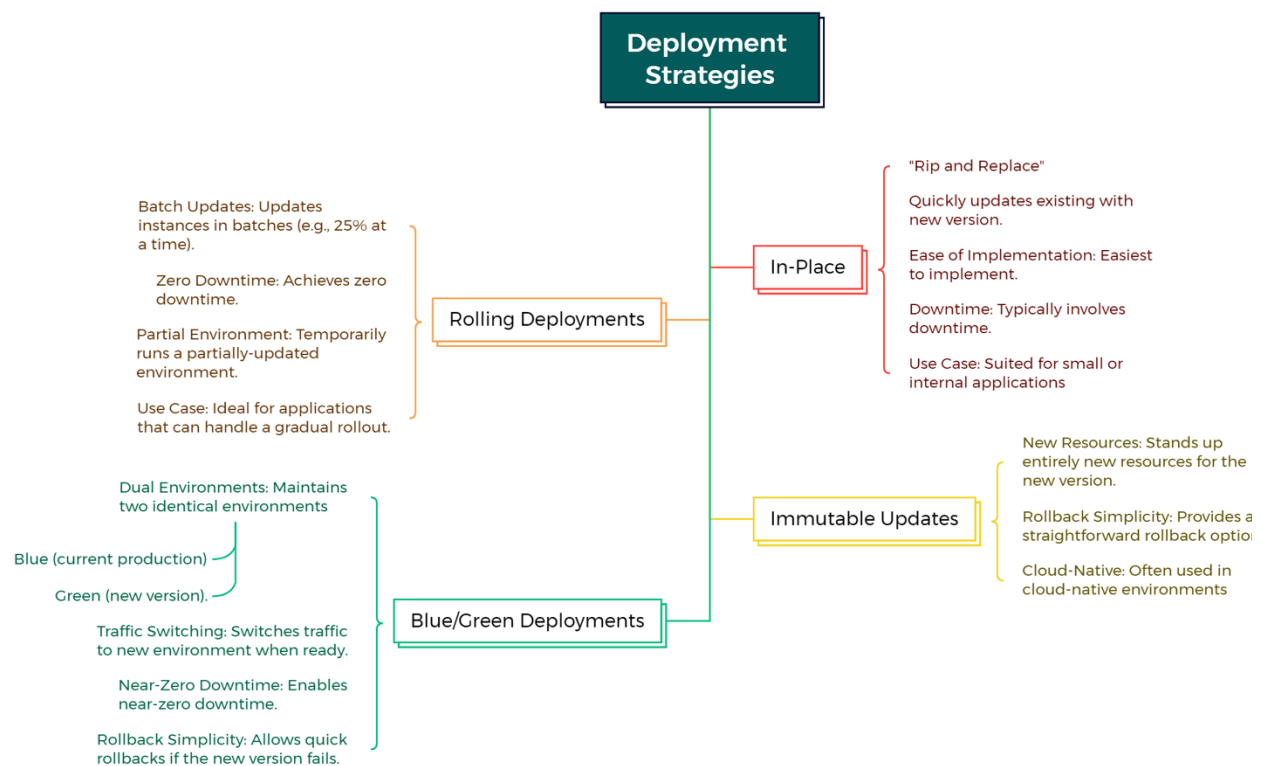 Deployment
Strategies
"Rip and Replace"
Quickly updates existing with
new version.
In-Place
Ease of Implementation: Easiest
to implement.
Downtime: Typically involves
downtime.
Use Case: Suited for small or
internal applications
Batch Updates: Updates
instances in batches (e.g., 25% at
a time).
Zero Downtime: Achieves zero
downtime.
Rolling Deployments
Partial Environment: Temporarily
runs a partially-updated
environment.
Use Case: Ideal for applications
that can handle a gradual rollout.
New Resources: Stands up
entirely new resources for the
new version.
Immutable Updates
Rollback Simplicity: Provides a
straightforward rollback
Cloud-Native: Often used in
cloud-native environments
Dual Environments: Maintains
two identical environments
Blue (current production)
Green (new version).
Blue/Green Deployments
Traffic Switching: Switches traffic
to new environment when ready.
Near-Zero Downtime: Enables
near-zero downtime.
Rollback Simplicity: Allows quick
rollbacks if the new version fails.